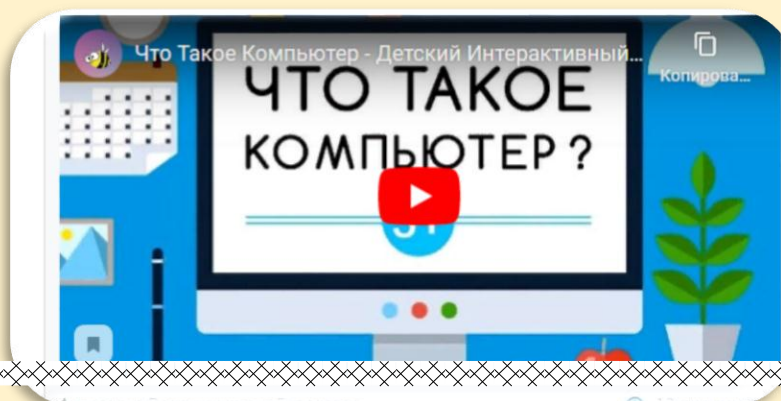 Что Такое Компьютер - Детский Интерактивный...
Копирова...
ЧТО ТАКОЕ
КОМПЬЮТЕР ?